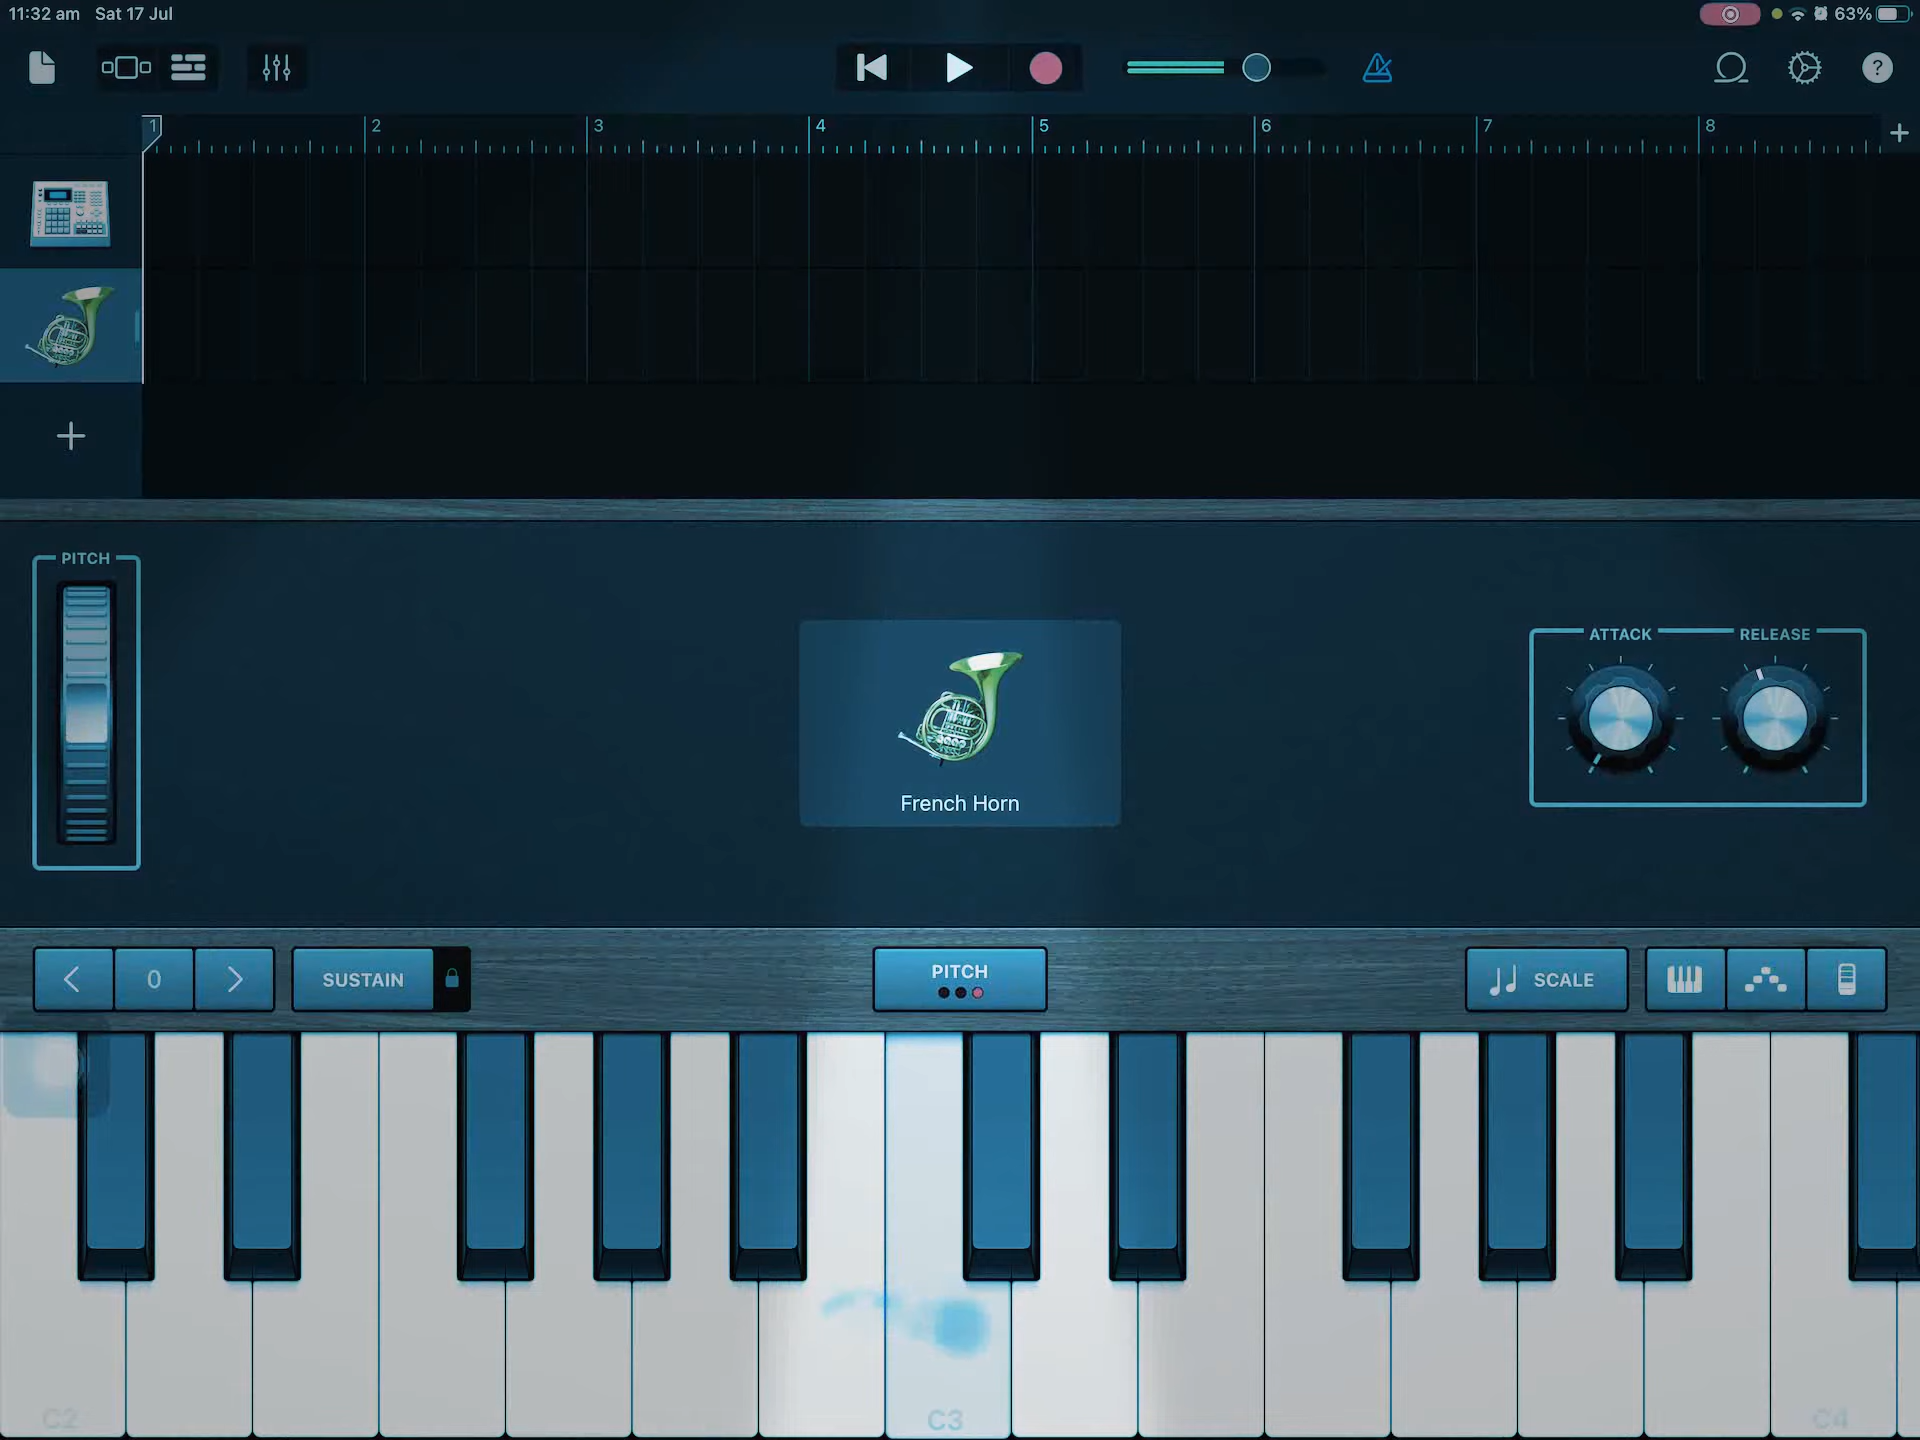 11:32 am Sat 17 Jul
63%
?
1 2 3 4 5 6 7 8
PITCH
ATTACK RELEASE
French Horn
0 SUSTAIN PITCH SCALE
C2 C3 C4